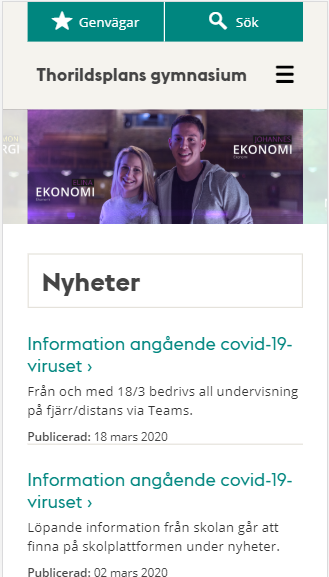 Genvägar
Sök
Thorildsplans gymnasium
EKONOMI
EKONOMI
Nyheter
Information angående covid-19-
viruset ›
Från och med 18/3 bedrivs all undervisning
på fjärr/distans via Teams.
Publicerad: 18 mars 2020
Information angående covid-19-
viruset ›
Löpande information från skolan går att
finna på skolplattformen under nyheter.
Publicerad: 02 mars 2020